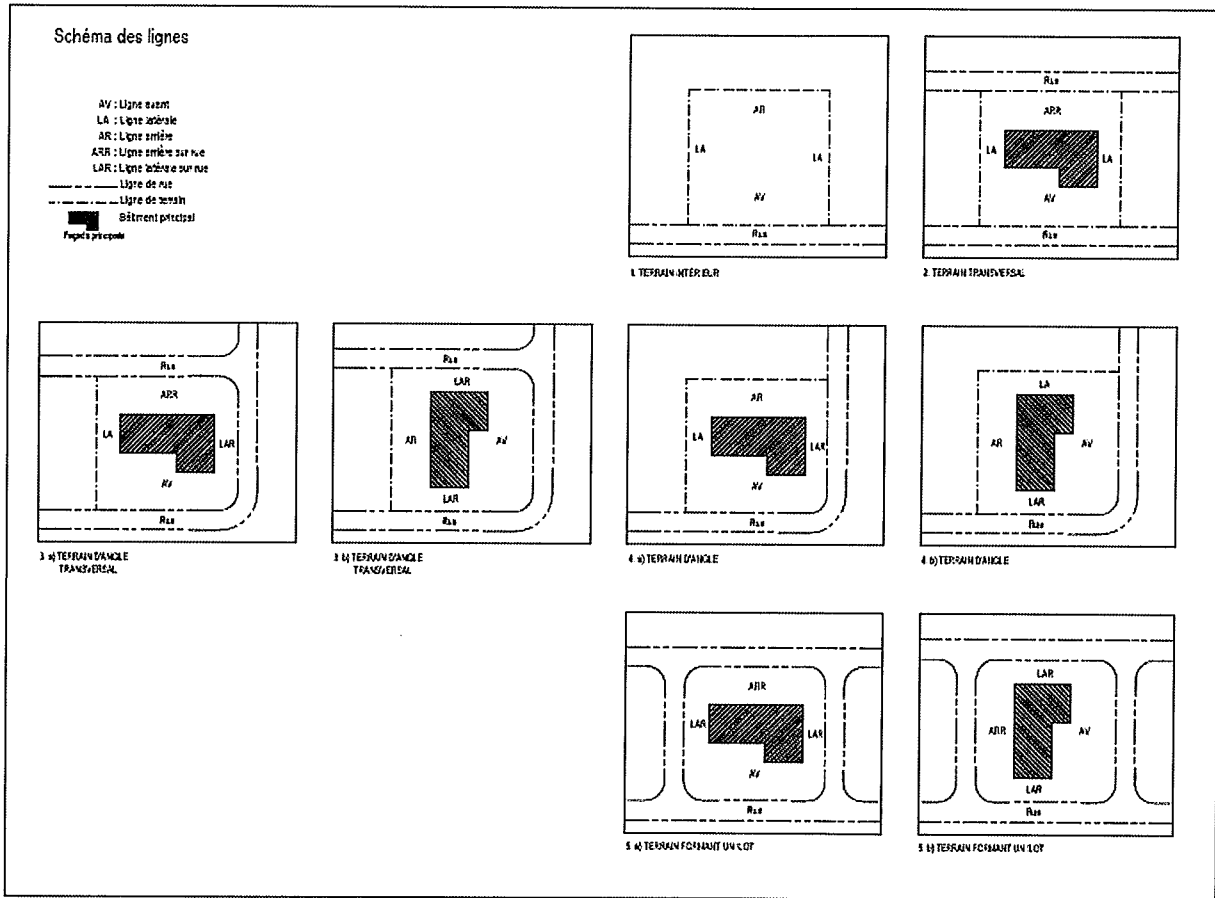 Schéma des lignes
AV : Ligne avant
LA : Ligne latérale
AR : Ligne arrière
ARR : Ligne arrière sur rue
LAR : Ligne latérale sur rue
Ligne de rue
Ligne de terrain
Bâtiment principal
Façade principale
AR
LA
LA
AV
Rue
1. TERRAIN INTÉRIEUR
Rue
ARR
LA
LA
AV
Rue
2. TERRAIN TRANSVERSAL
Rue
ARR
LA
LAR
AV
Rue
3 a) TERRAIN D'ANGLE
TRANSVERSAL
Rue
LAR
AR
AV
LAR
Rue
3 b) TERRAIN D'ANGLE
TRANSVERSAL
AR
LA
LAR
AV
Rue
4 a) TERRAIN D'ANGLE
LA
AR
AV
LAR
Rue
4 b) TERRAIN D'ANGLE
ARR
LAR
LAR
AV
Rue
5 a) TERRAIN FORMANT UN ÎLOT
LAR
ARR
AV
LAR
Rue
5 b) TERRAIN FORMANT UN ÎLOT